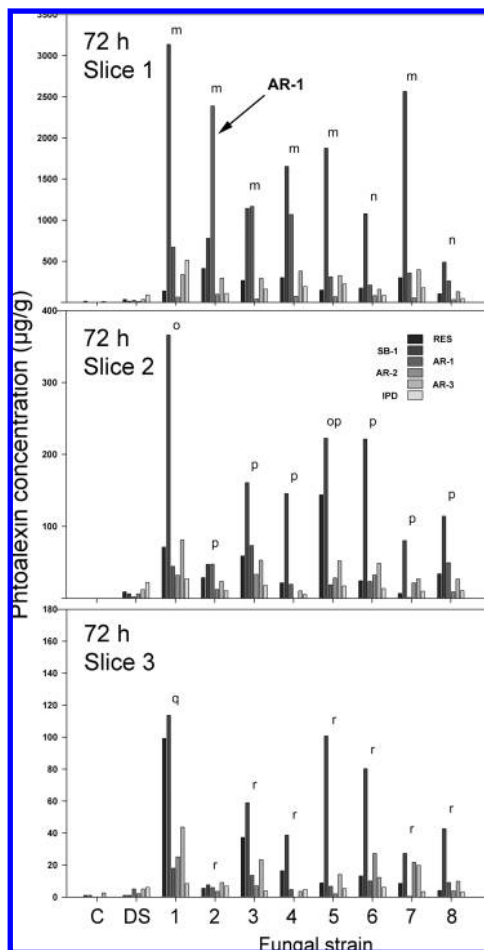 72 h
Slice 1
AR-1
m
m
m
m
m
n
m
n
3500
3000
2500
2000
1500
1000
500
Phtoalexin concentration (µg/g)
72 h
Slice 2
o
p
p
p
op
p
p
p
RES
SB-1
AR-1
AR-2
AR-3
IPD
400
300
200
100
72 h
Slice 3
q
r
r
r
r
r
r
r
180
160
140
120
100
80
60
40
20
0
C DS 1 2 3 4 5 6 7 8
Fungal strain